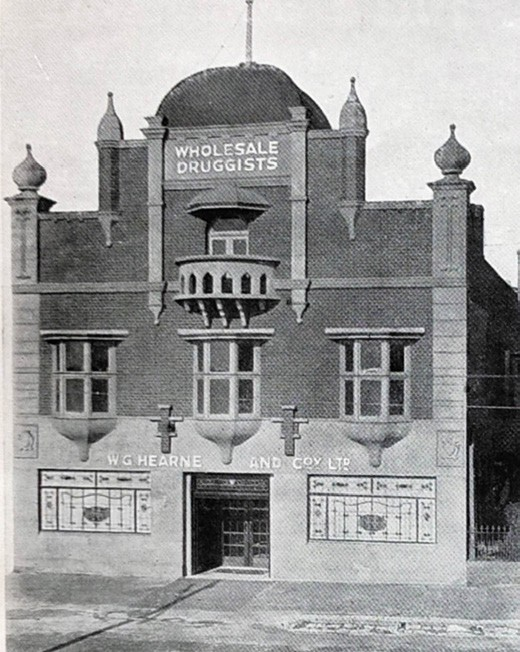 WHOLESALE
DRUGGISTS
W.G. HEARNE AND COY LTD